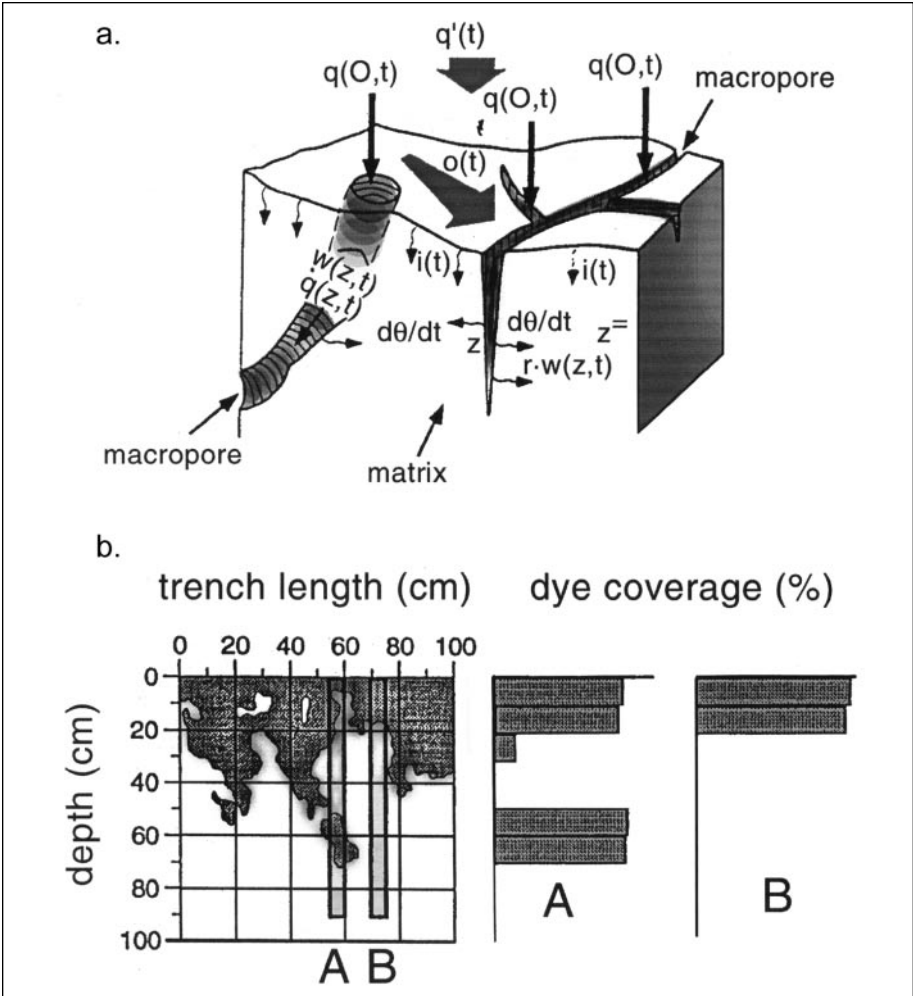 a.
q'(t)
q(O,t)
q(O,t)
q(O,t)
macropore
o(t)
i(t)
i(t)
w(z,t)
q(z,t)
dθ/dt
z
dθ/dt
z=
r·w(z,t)
macropore
matrix
b.
trench length (cm)
dye coverage (%)
0 20 40 60 80 100
depth (cm)
0
20
40
60
80
100
A
B
A
B